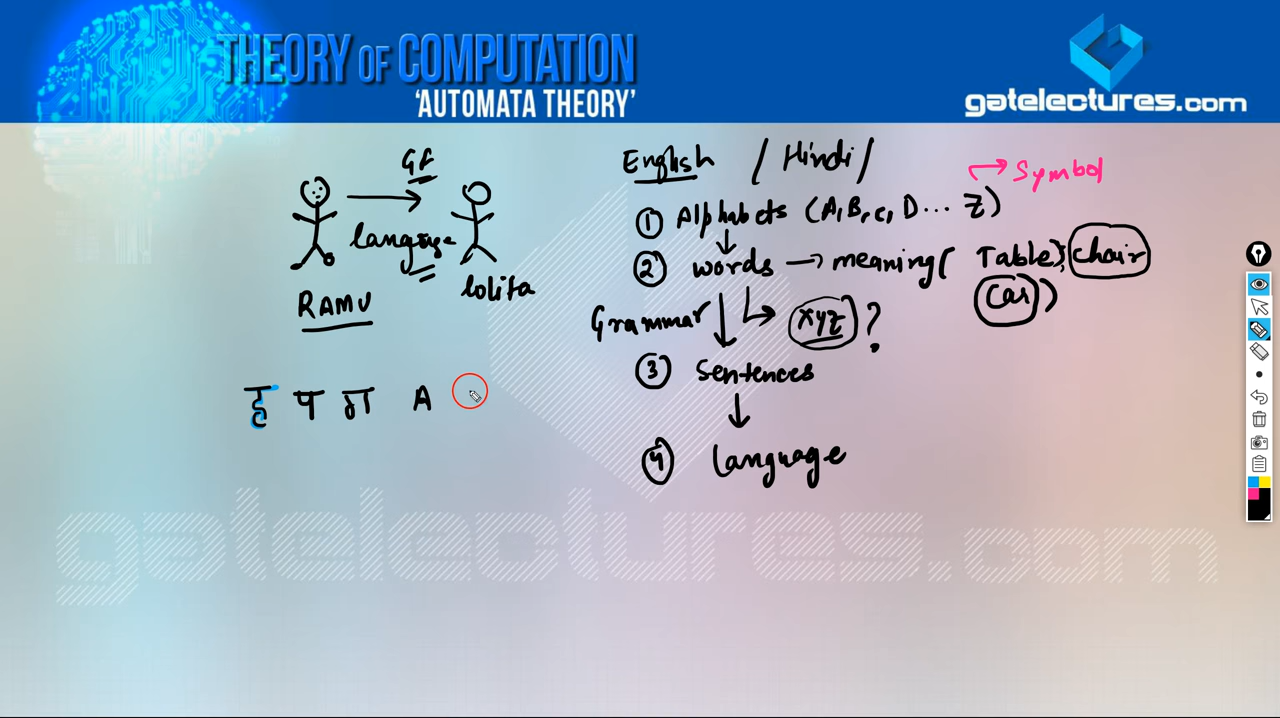 THEORY OF COMPUTATION
'AUTOMATA THEORY'
gatelectures.com
GF
language
RAMU
lolita
ह प ग A
English / Hindi /
Symbol
① Alphabets (A, B, C, D... Z)
② words → meaning ( Table, chair
Car )
Grammar
xyz ?
③ Sentences
④ Language
gatelectures.com